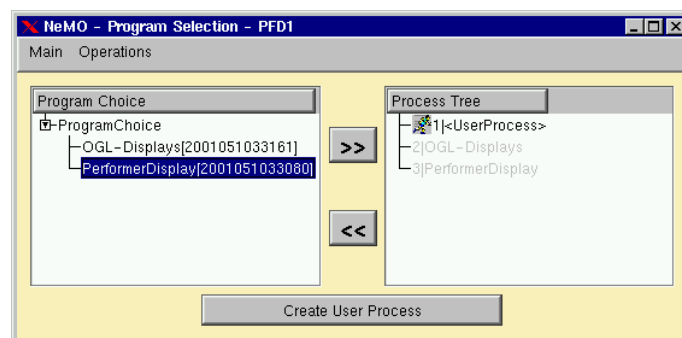 NeMO - Program Selection - PFD1
Main Operations
Program Choice
ProgramChoice
OGL-Displays[2001051033161]
PerformerDisplay[2001051033080]
>>
<<
Process Tree
1|<UserProcess>
2|OGL-Displays
3|PerformerDisplay
Create User Process